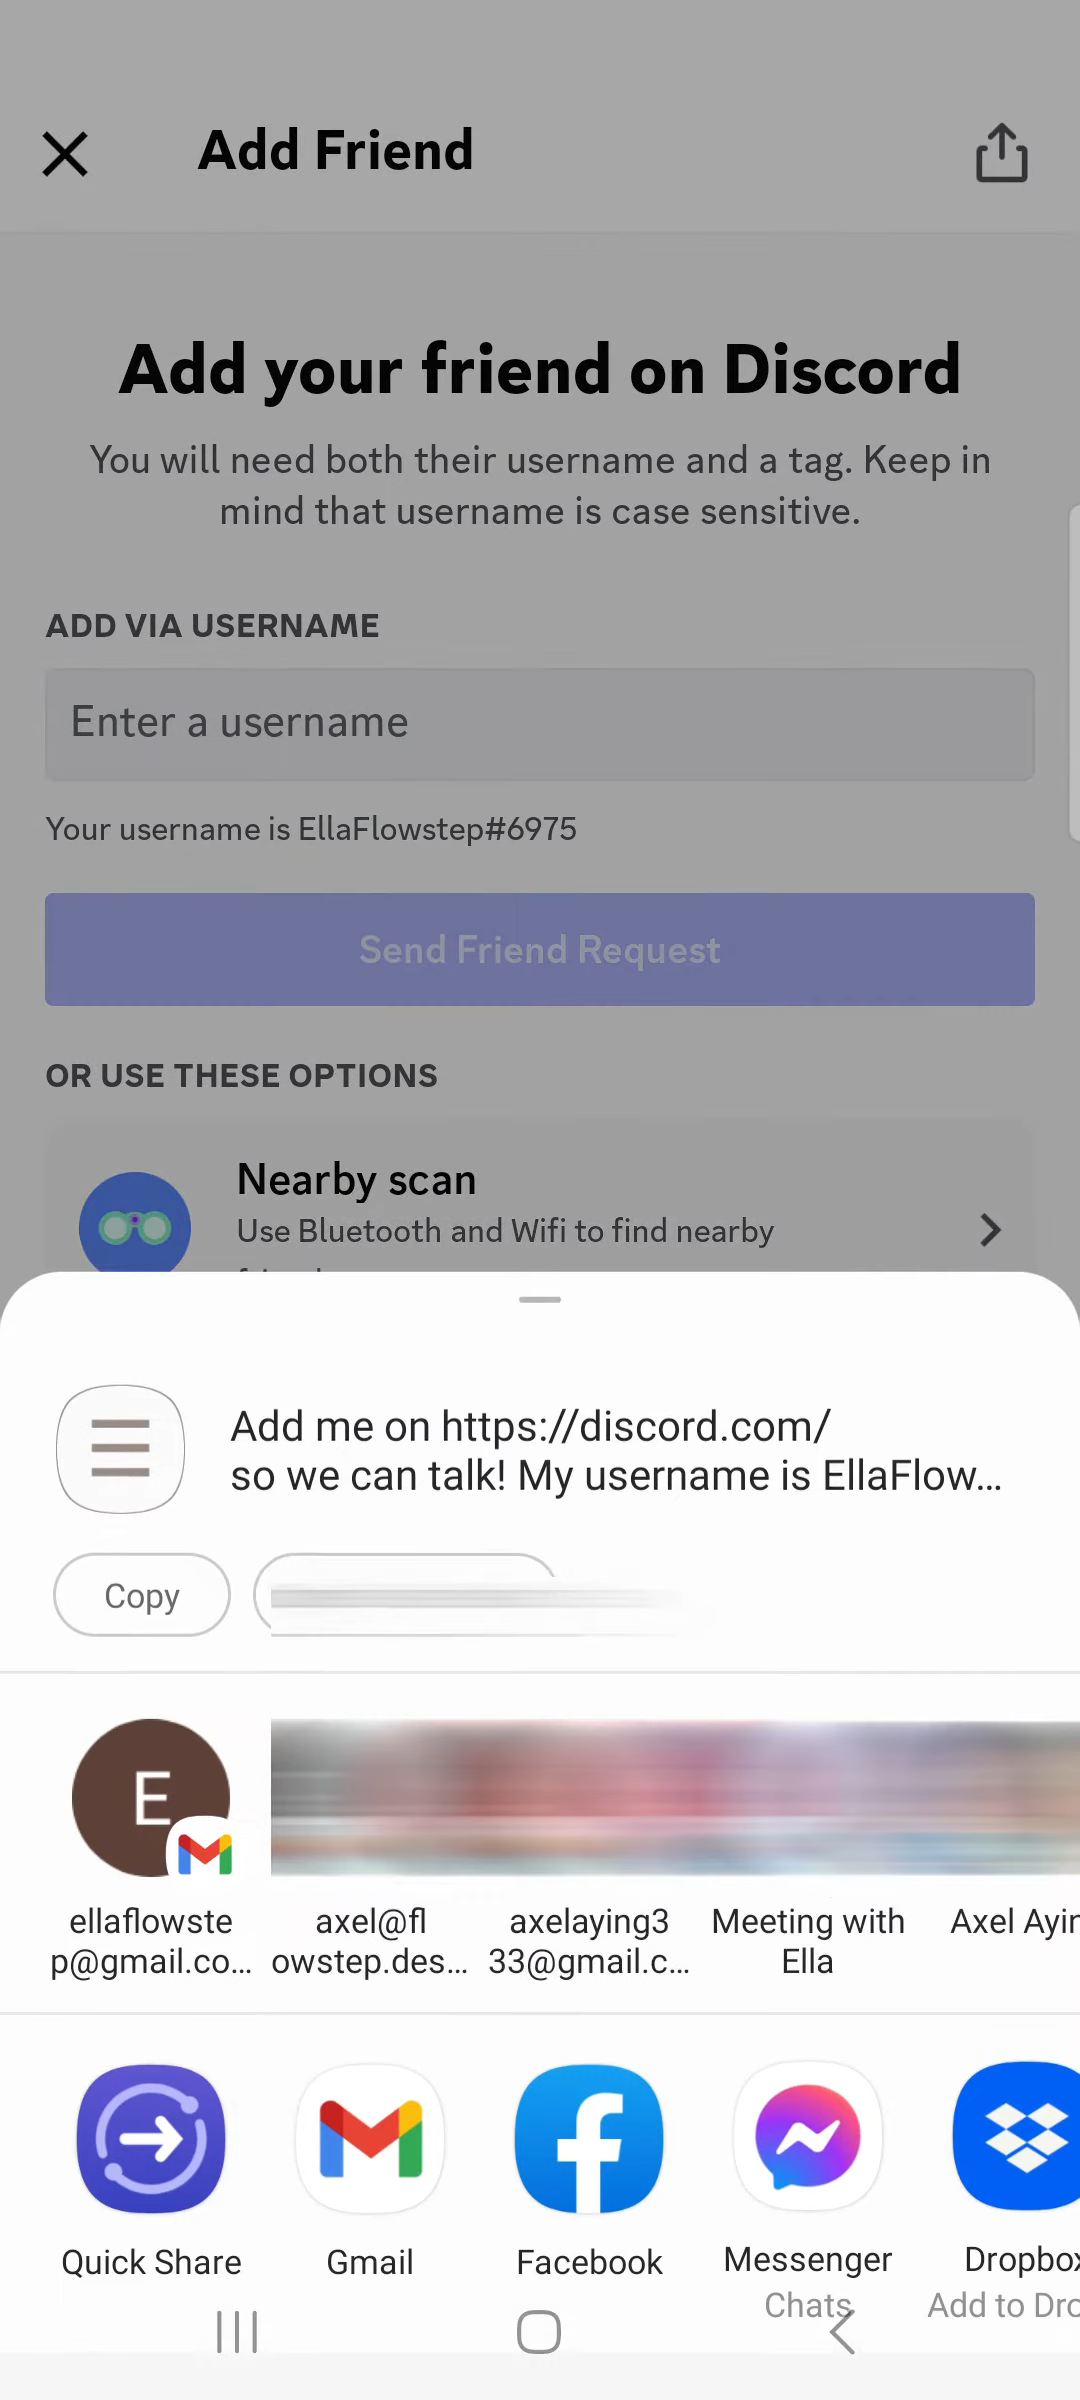 Add Friend
Add your friend on Discord
You will need both their username and a tag. Keep in
mind that username is case sensitive.
ADD VIA USERNAME
Enter a username
Your username is EllaFlowstep#6975
Send Friend Request
OR USE THESE OPTIONS
Nearby scan
Use Bluetooth and Wifi to find nearby
Add me on https://discord.com/
so we can talk! My username is EllaFlow...
Copy
E
ellaflowste
p@gmail.co...
axel@fl
owstep.des...
axelaying3
33@gmail.c...
Meeting with
Ella
Axel Ayin
Quick Share
Gmail
Facebook
Messenger
Chats
Dropbox
Add to Dro